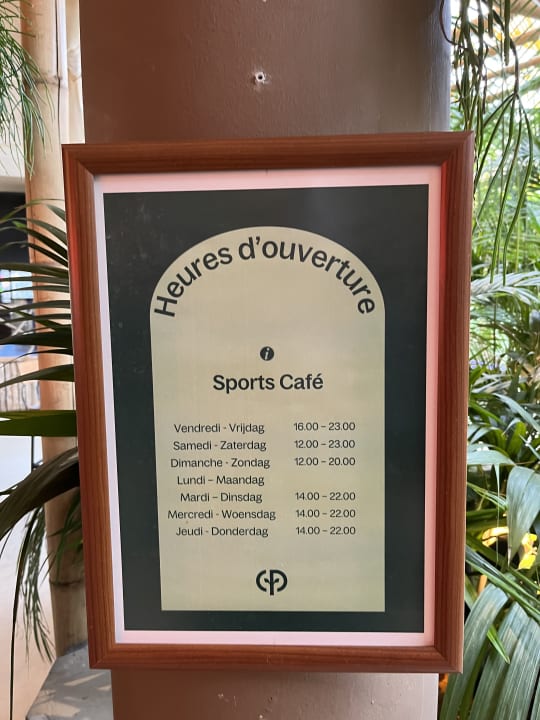 Heures d'ouverture
i
Sports Café
Vendredi - Vrijdag 16.00 – 23.00
Samedi - Zaterdag 12.00 – 23.00
Dimanche - Zondag 12.00 – 20.00
Lundi – Maandag
Mardi – Dinsdag 14.00 – 22.00
Mercredi - Woensdag 14.00 – 22.00
Jeudi - Donderdag 14.00 – 22.00